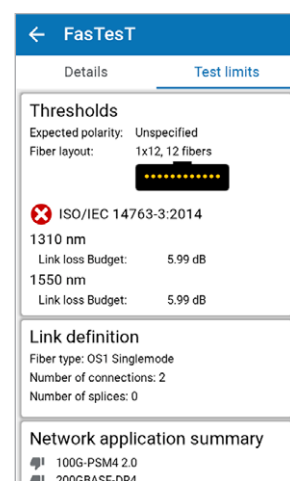 FasTesT
Details Test limits
Thresholds
Expected polarity: Unspecified
Fiber layout: 1x12, 12 fibers
ISO/IEC 14763-3:2014
1310 nm
Link loss Budget: 5.99 dB
1550 nm
Link loss Budget: 5.99 dB
Link definition
Fiber type: OS1 Singlemode
Number of connections: 2
Number of splices: 0
Network application summary
100G-PSM4 2.0
200GBASE-DR4